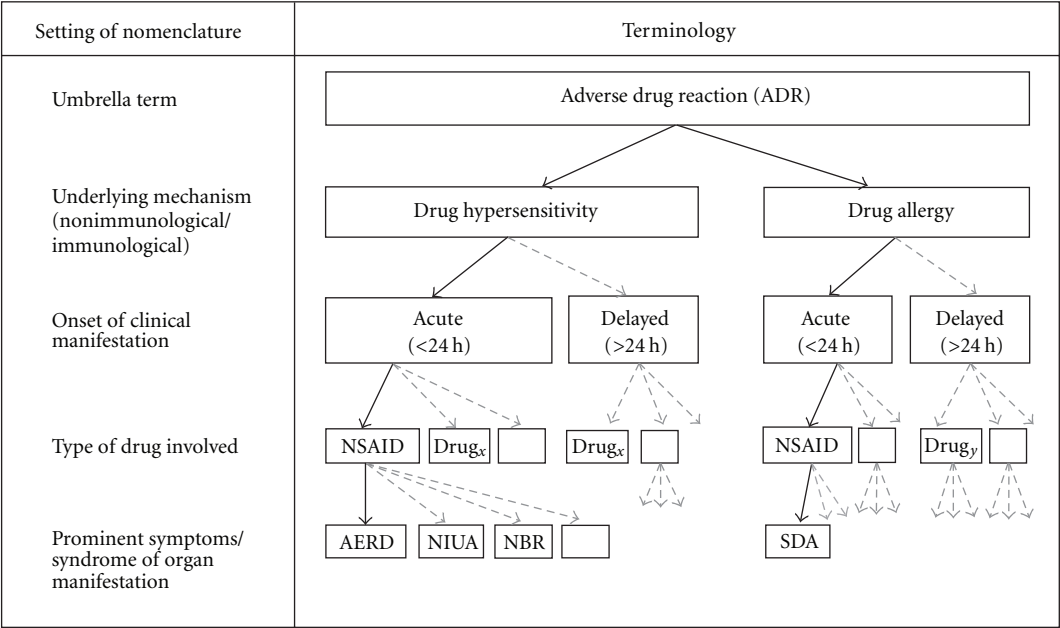 Setting of nomenclature
Terminology
Umbrella term
Adverse drug reaction (ADR)
Underlying mechanism
(nonimmunological/
immunological)
Drug hypersensitivity
Drug allergy
Onset of clinical
manifestation
Acute
(<24 h)
Delayed
(>24 h)
Acute
(<24 h)
Delayed
(>24 h)
Type of drug involved
NSAID
Drugx
Drugx
NSAID
Drugy
Prominent symptoms/
syndrome of organ
manifestation
AERD
NIUA
NBR
SDA